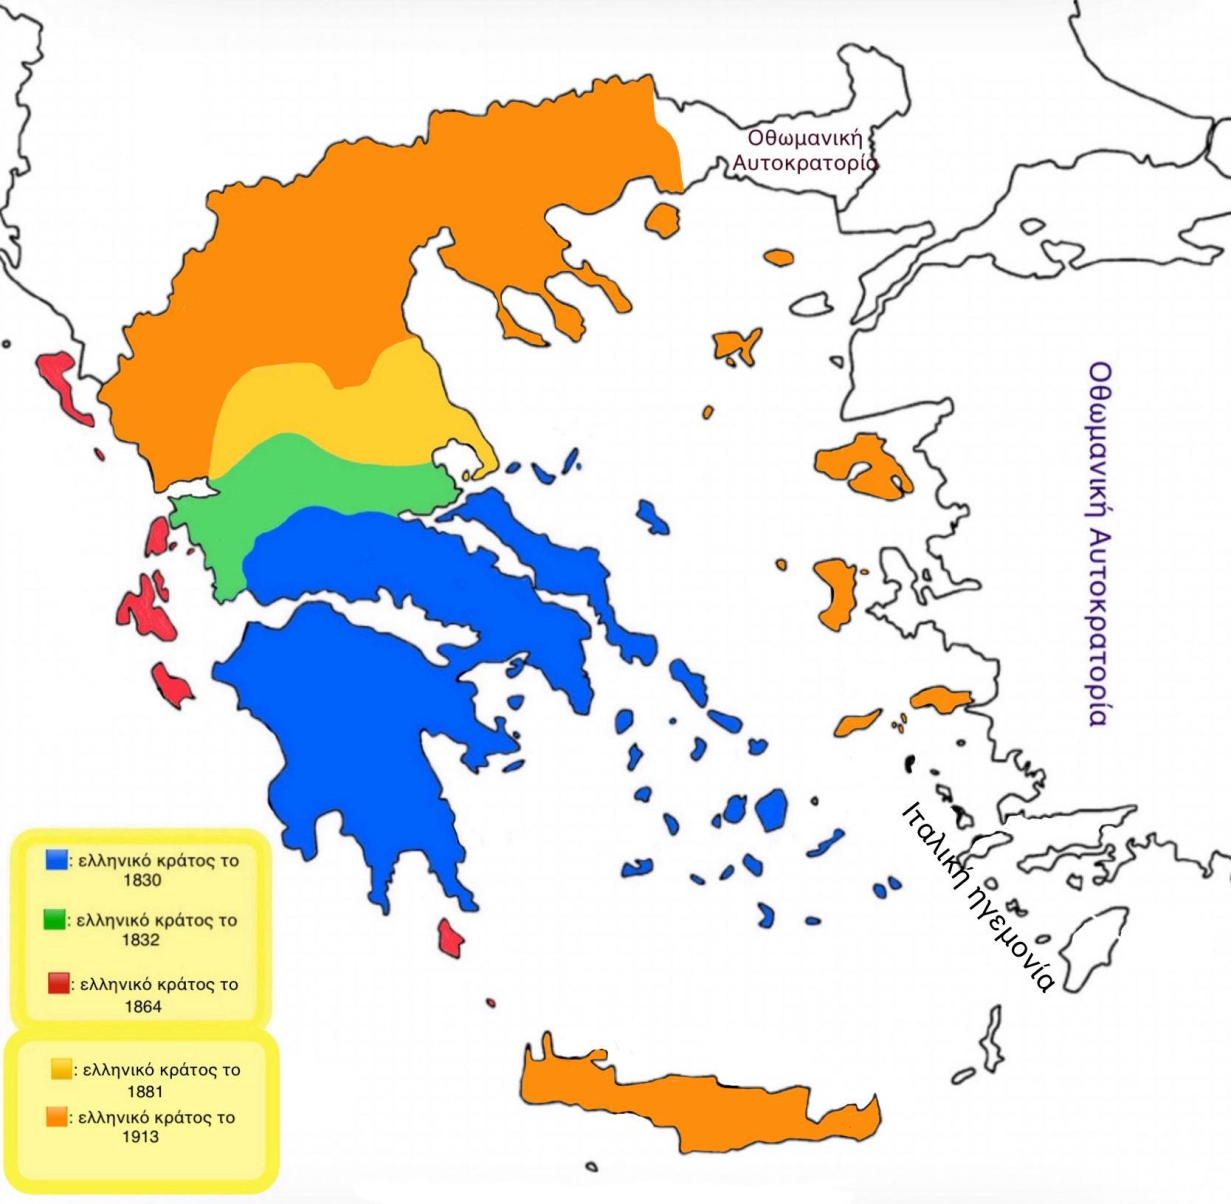 Οθωμανική
Αυτοκρατορία
Οθωμανική Αυτοκρατορία
Ιταλική ηγεμονία
: ελληνικό κράτος το
1830
: ελληνικό κράτος το
1832
: ελληνικό κράτος το
1864
: ελληνικό κράτος το
1881
: ελληνικό κράτος το
1913